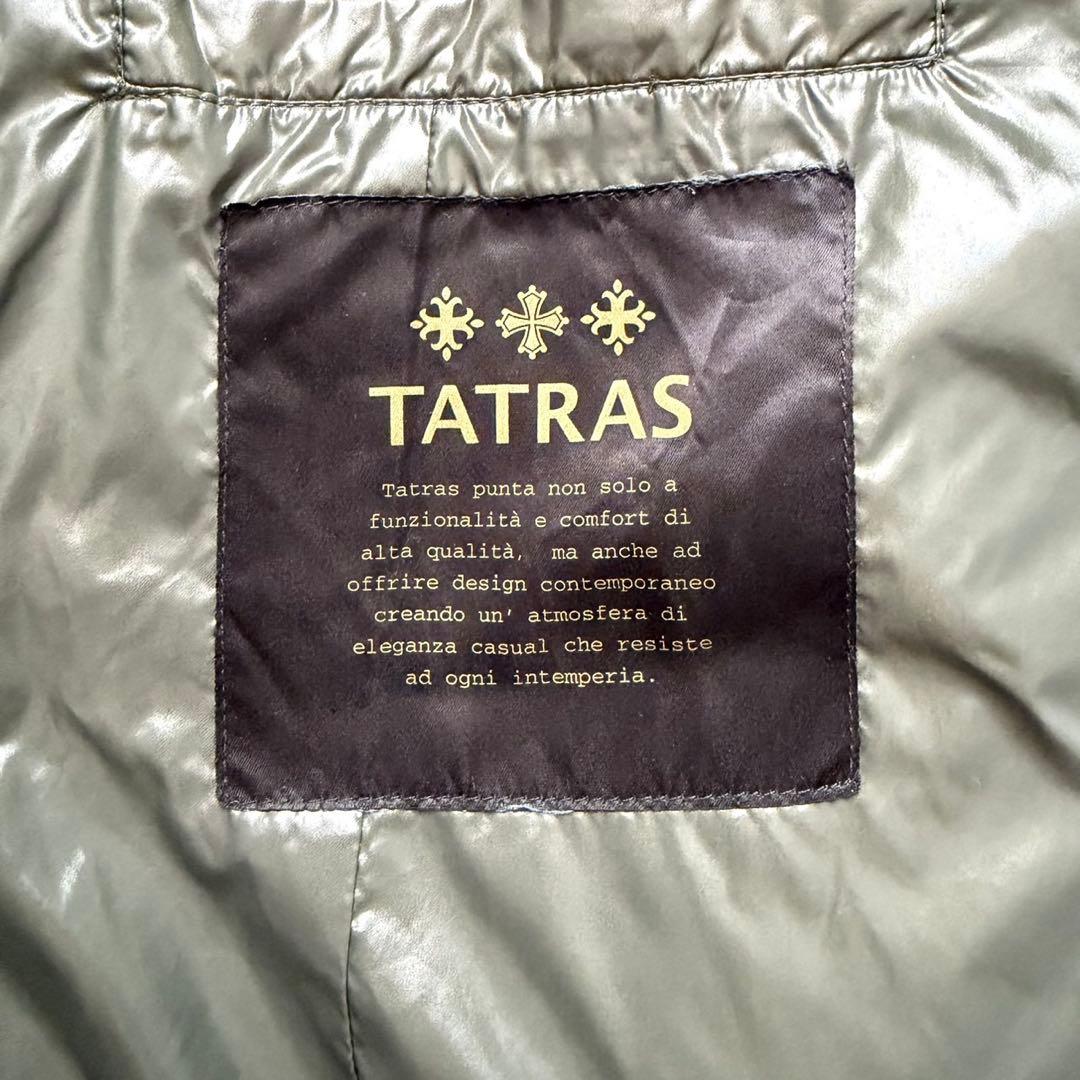 TATRAS
Tatras punta non solo a
funzionalità e comfort di
alta qualità, ma anche ad
offrire design contemporaneo
creando un' atmosfera di
eleganza casual che resiste
ad ogni intemperia.